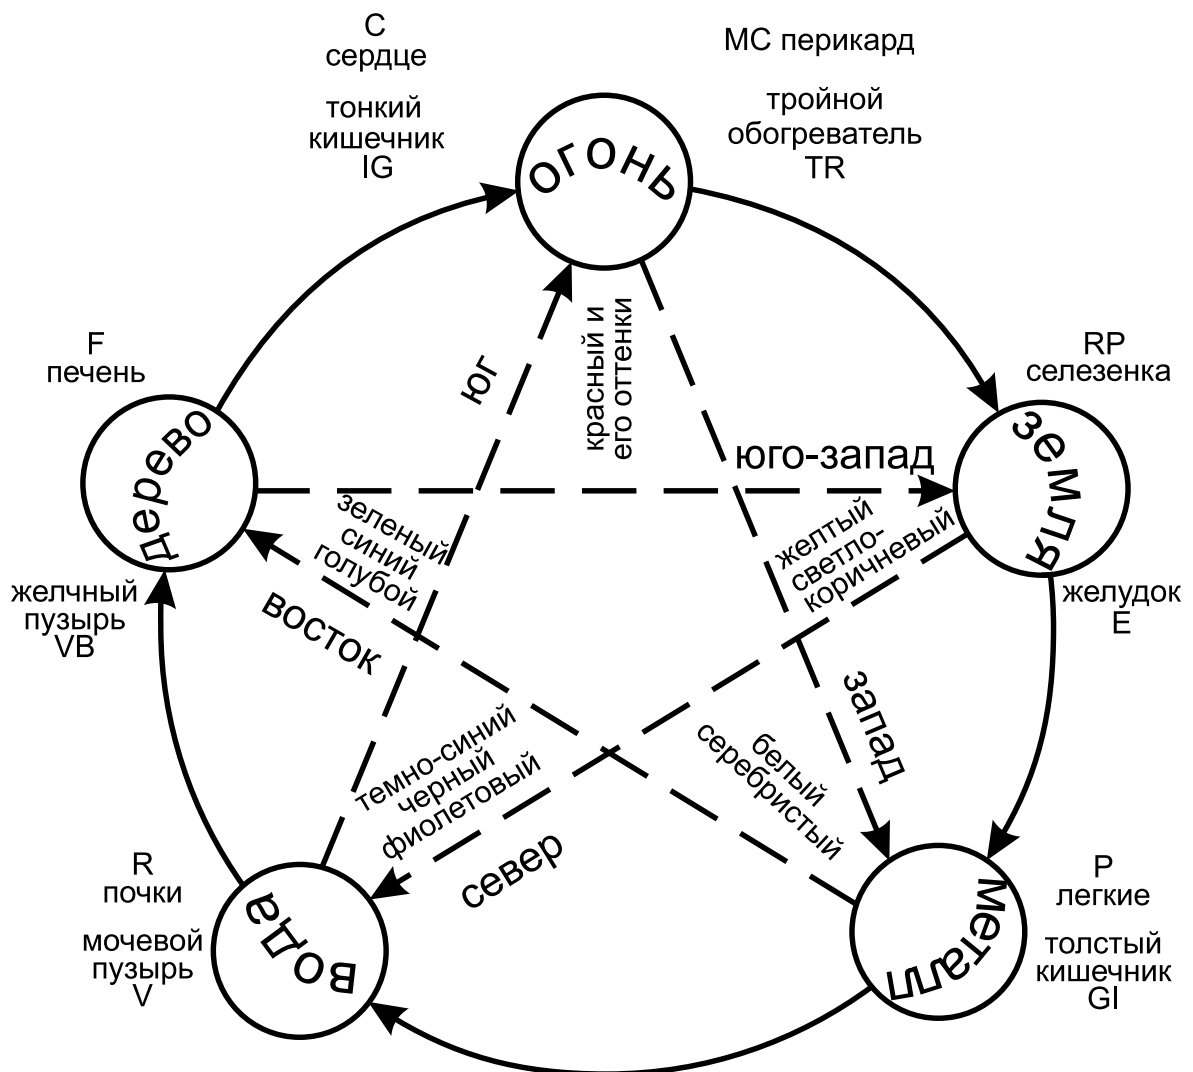 C
сердце
тонкий
кишечник
IG
MC перикард
тройной
обогреватель
TR
огонь
красный и
его оттенки
юг
F
печень
дерево
желчный
пузырь
VB
зеленый
синий
голубой
восток
юго-запад
RP
селезенка
земля
желудок
E
желтый
светло-
коричневый
запад
белый
серебристый
темно-синий
черный
фиолетовый
север
R
почки
мочевой
пузырь
V
вода
металл
P
легкие
толстый
кишечник
GI